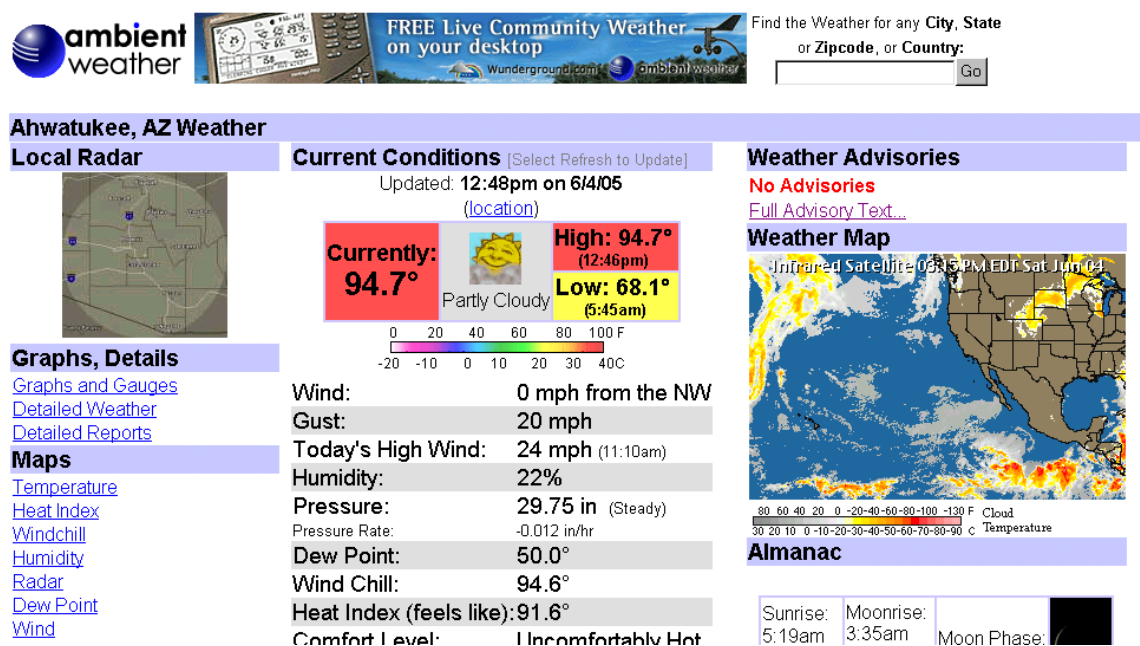 ambient
weather
FREE Live Community Weather
on your desktop
Wunderground.com
ambient weather
Find the Weather for any City, State
or Zipcode, or Country:
Go
Ahwatukee, AZ Weather
Local Radar
Graphs, Details
Graphs and Gauges
Detailed Weather
Detailed Reports
Maps
Temperature
Heat Index
Windchill
Humidity
Radar
Dew Point
Wind
Current Conditions [Select Refresh to Update]
Updated: 12:48pm on 6/4/05
(location)
Currently:
94.7°
Partly Cloudy
High: 94.7°
(12:46pm)
Low: 68.1°
(5:45am)
0 20 40 60 80 100 F
-20 -10 0 10 20 30 40C
Wind: 0 mph from the NW
Gust: 20 mph
Today's High Wind: 24 mph (11:10am)
Humidity: 22%
Pressure: 29.75 in (Steady)
Pressure Rate: -0.012 in/hr
Dew Point: 50.0°
Wind Chill: 94.6°
Heat Index (feels like): 91.6°
Comfort Level: Uncomfortably Hot
Weather Advisories
No Advisories
Full Advisory Text...
Weather Map
Infrared Satellite 03:15 PM EDT Sat Jun 04
80 60 40 20 0 -20-40-60-80-100 -130 F Cloud
30 20 10 0 -10-20-30-40-50-60-70-80-90 C Temperature
Almanac
Sunrise:
5:19am
Moonrise:
3:35am
Moon Phase: